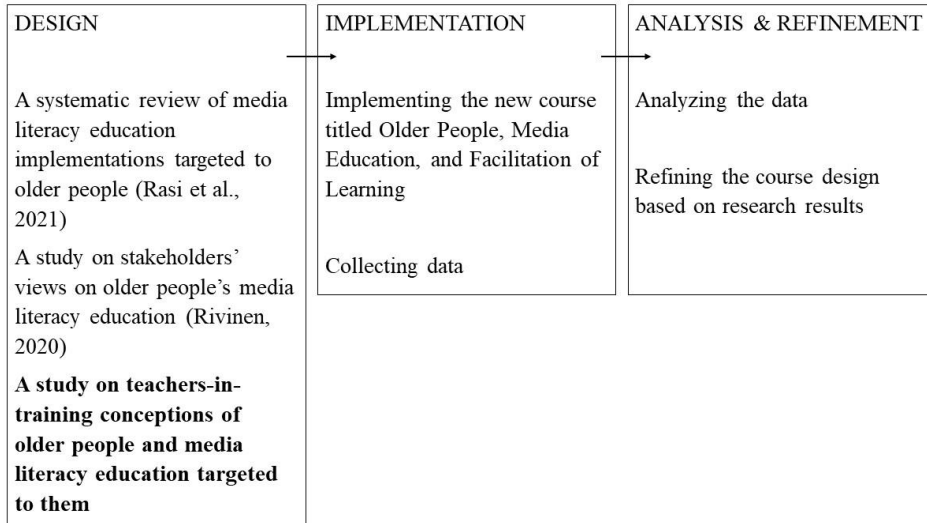 DESIGN
A systematic review of media
literacy education
implementations targeted to
older people (Rasi et al.,
2021)
A study on stakeholders’
views on older people’s media
literacy education (Rivinen,
2020)
A study on teachers-in-
training conceptions of
older people and media
literacy education targeted
to them
IMPLEMENTATION
Implementing the new course
titled Older People, Media
Education, and Facilitation of
Learning
Collecting data
ANALYSIS & REFINEMENT
Analyzing the data
Refining the course design
based on research results